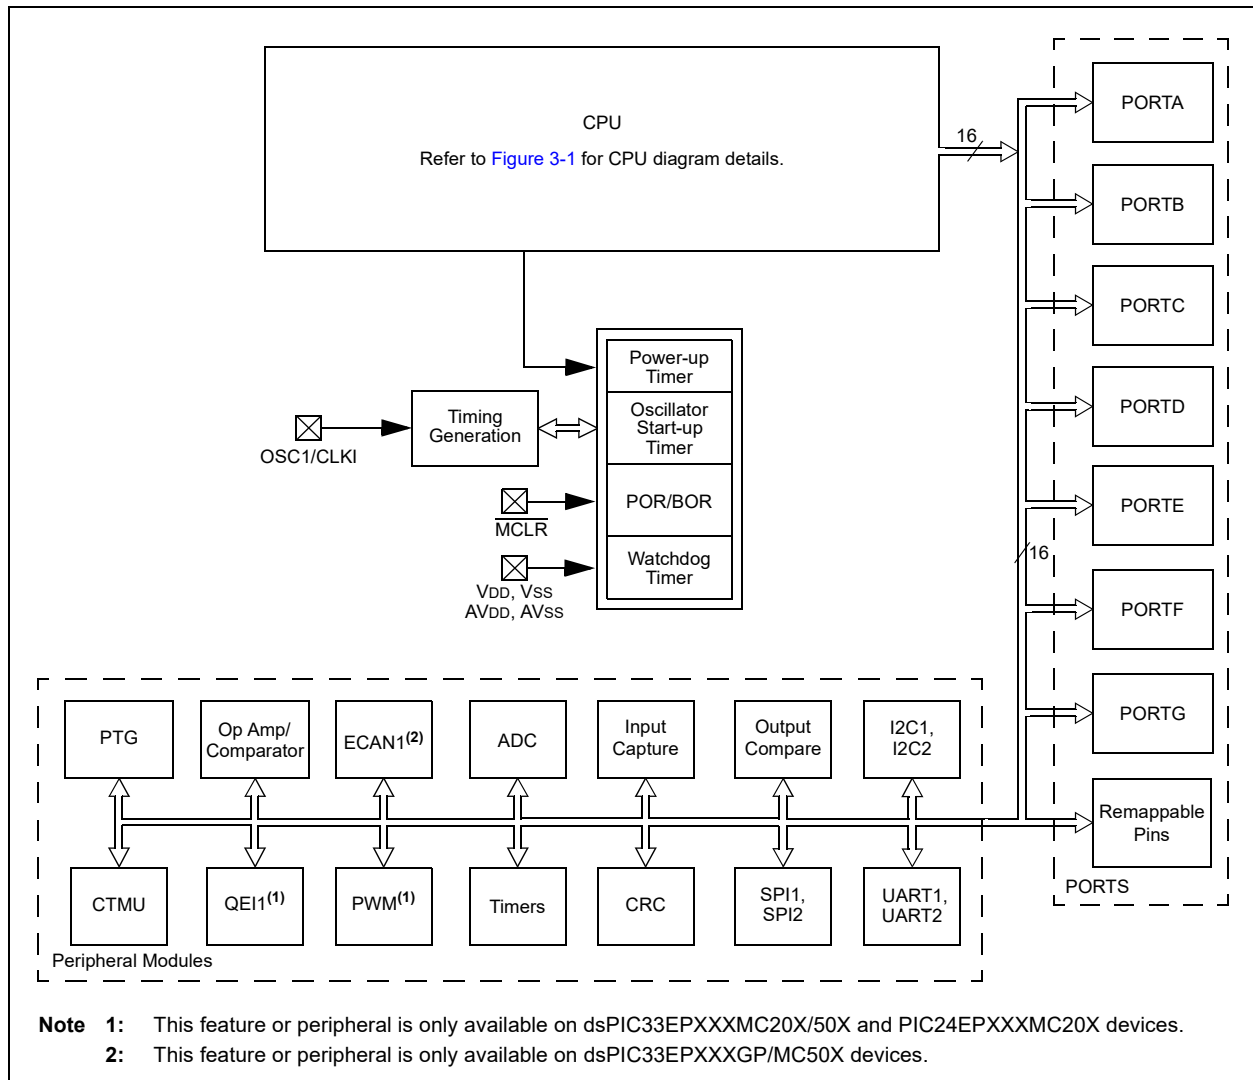 CPU
Refer to Figure 3-1 for CPU diagram details.
16
PORTA
PORTB
PORTC
PORTD
PORTE
16
PORTF
PORTG
Remappable
Pins
PORTS
Power-up
Timer
Oscillator
Start-up
Timer
POR/BOR
Watchdog
Timer
Timing
Generation
OSC1/CLKI
MCLR
VDD, VSS
AVDD, AVSS
PTG
Op Amp/
Comparator
ECAN1(2)
ADC
Input
Capture
Output
Compare
I2C1,
I2C2
CTMU
QEI1(1)
PWM(1)
Timers
CRC
SPI1,
SPI2
UART1,
UART2
Peripheral Modules
Note 1: This feature or peripheral is only available on dsPIC33EPXXXMC20X/50X and PIC24EPXXXMC20X devices.
2: This feature or peripheral is only available on dsPIC33EPXXXGP/MC50X devices.